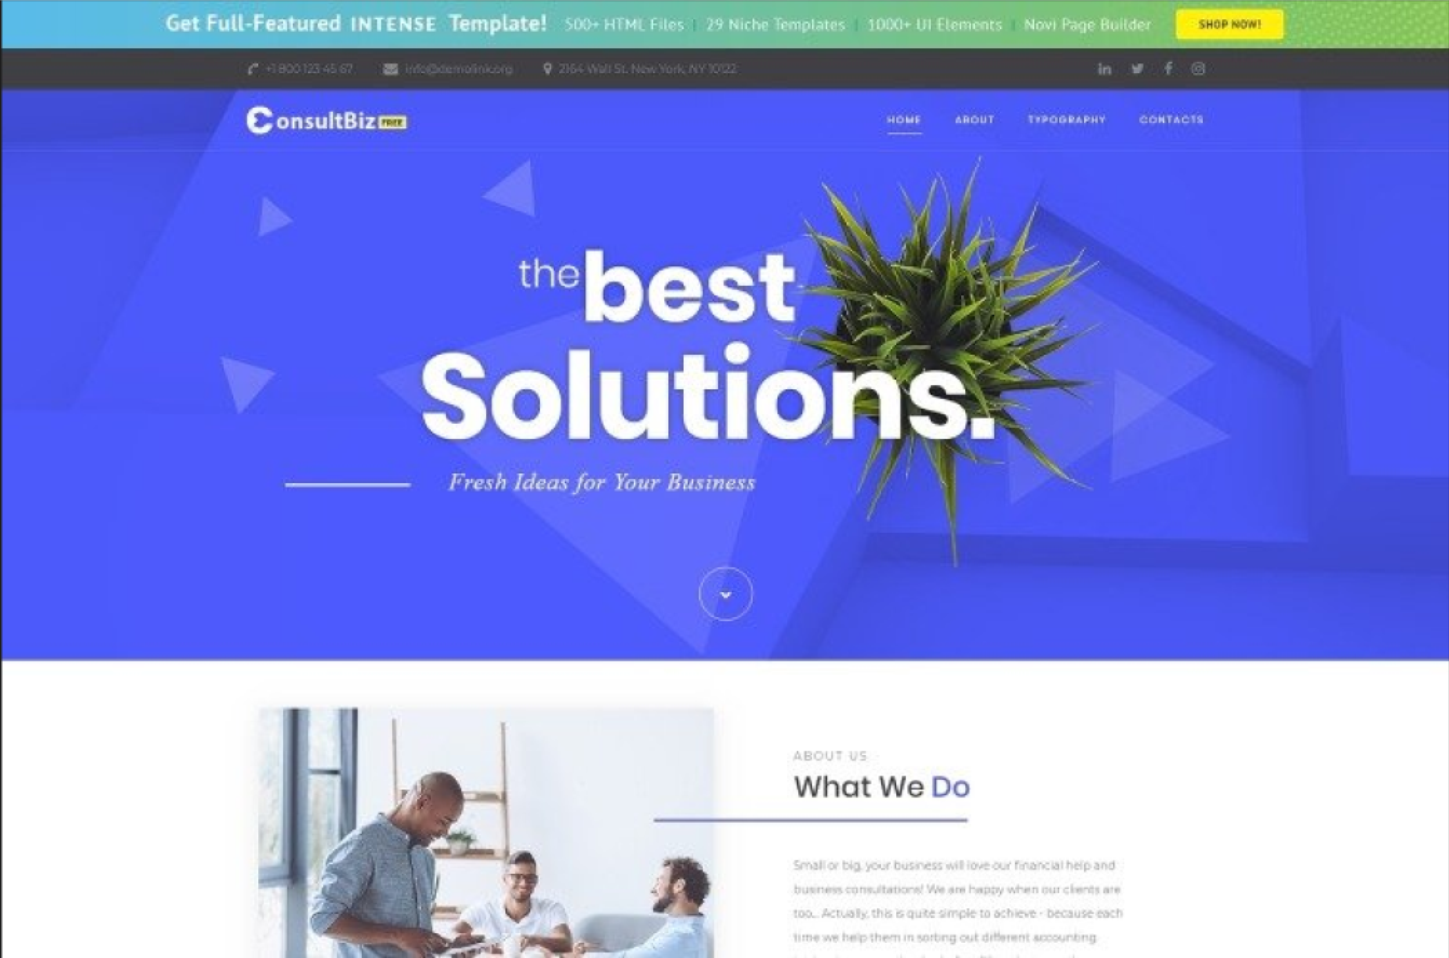 Get Full-Featured INTENSE Template! 500+ HTML Files | 29 Niche Templates | 1000+ UI Elements | Novi Page Builder SHOP NOW!
+1 800 123 45 67 info@demolink.org 2164 Wall St. New York, NY 10122
ConsultBiz FREE HOME ABOUT TYPOGRAPHY CONTACTS
the best
Solutions.
Fresh Ideas for Your Business
ABOUT US
What We Do
Small or big, your business will love our financial help and
business consultations! We are happy when our clients are
too... Actually, this is quite simple to achieve - because each
time we help them in sorting out different accounting